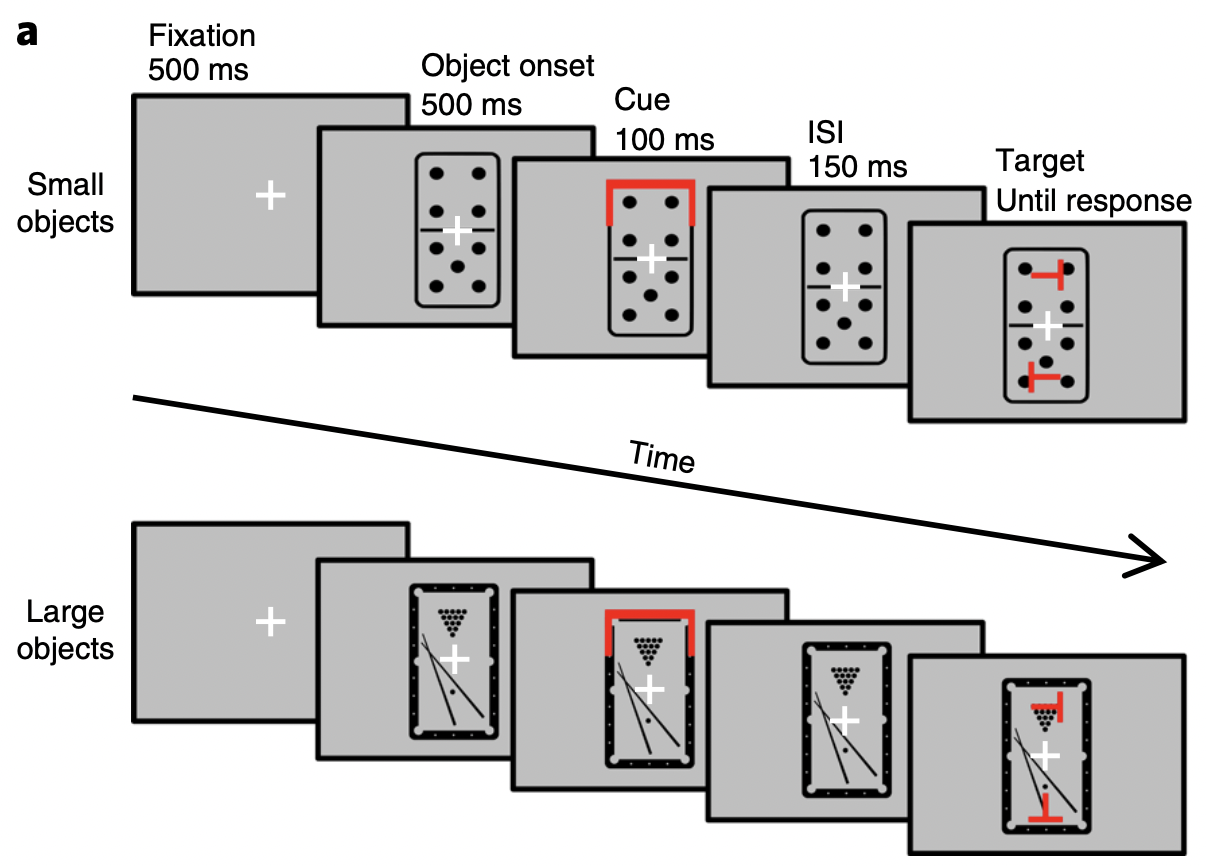 a
Fixation
500 ms
Object onset
500 ms
Cue
100 ms
ISI
150 ms
Target
Until response
Small
objects
Time
Large
objects